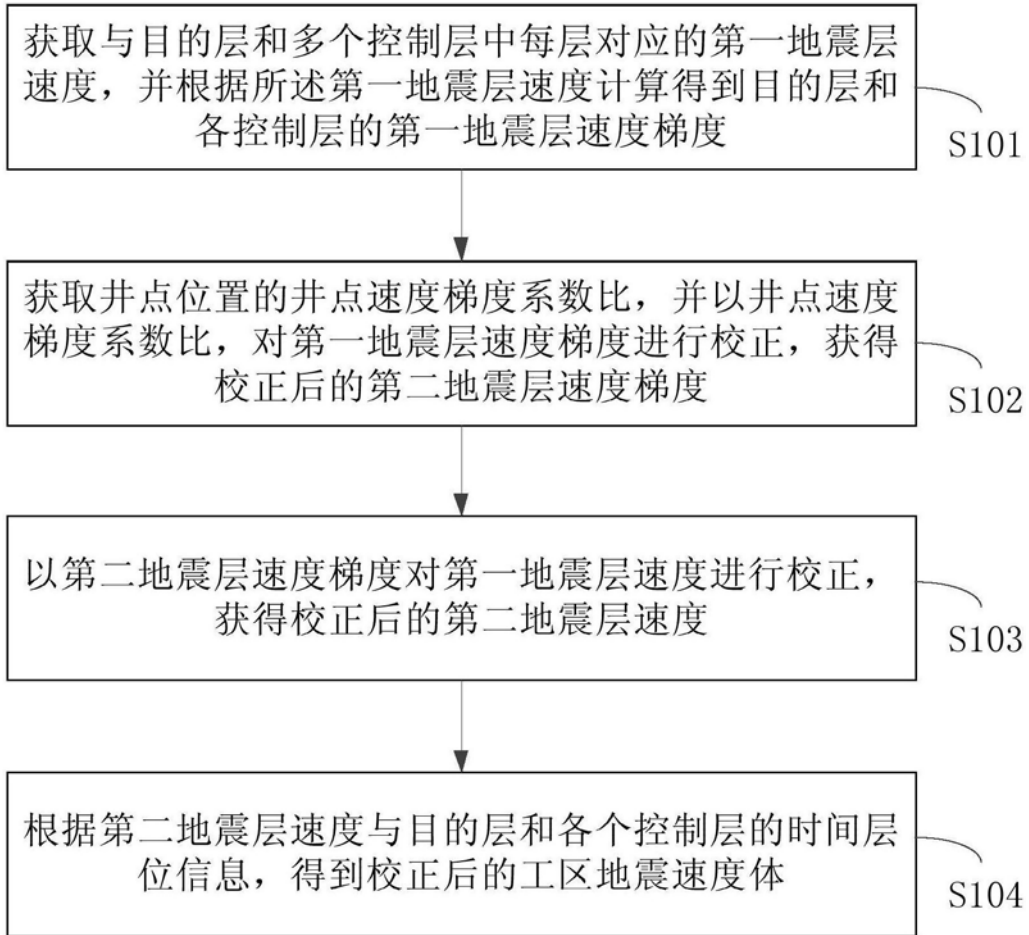 获取与目的层和多个控制层中每层对应的第一地震层
速度，并根据所述第一地震层速度计算得到目的层和
各控制层的第一地震层速度梯度
S101
获取井点位置的井点速度梯度系数比，并以井点速度
梯度系数比，对第一地震层速度梯度进行校正，获得
校正后的第二地震层速度梯度
S102
以第二地震层速度梯度对第一地震层速度进行校正，
获得校正后的第二地震层速度
S103
根据第二地震层速度与目的层和各个控制层的时间层
位信息，得到校正后的工区地震速度体
S104